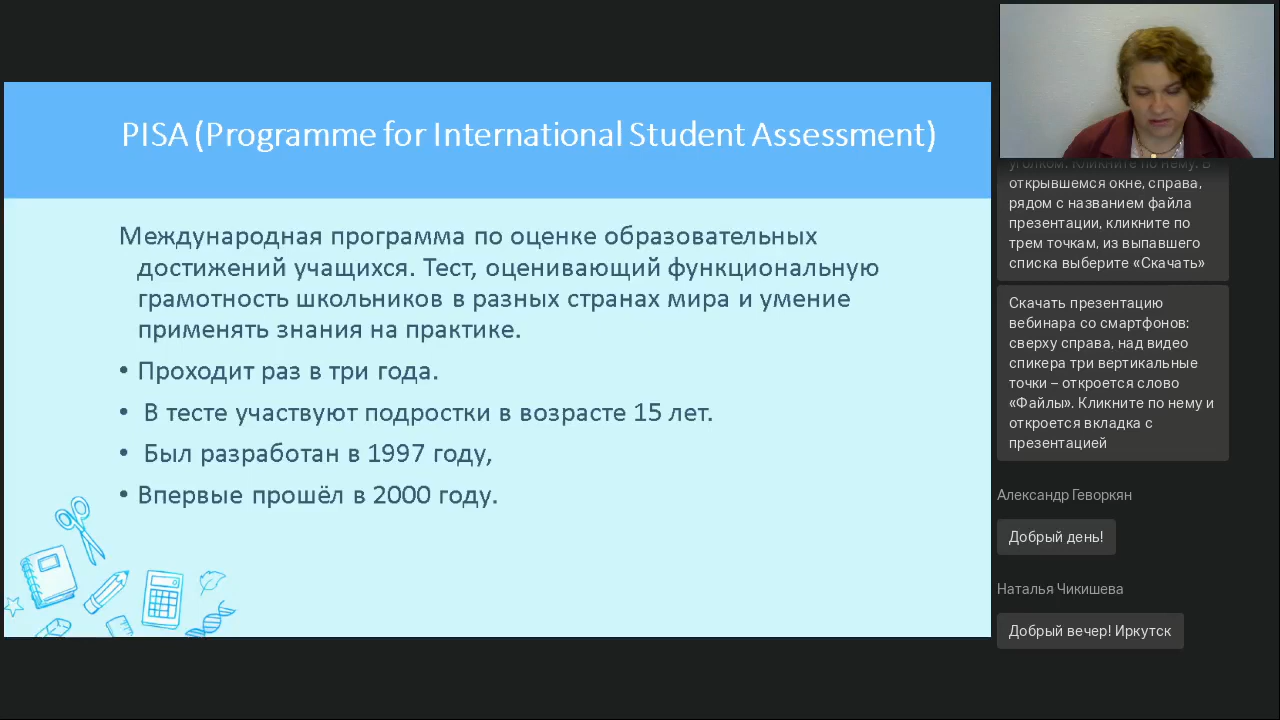 PISA (Programme for International Student Assessment)
Международная программа по оценке образовательных
достижений учащихся. Тест, оценивающий функциональную
грамотность школьников в разных странах мира и умение
применять знания на практике.
• Проходит раз в три года.
• В тесте участвуют подростки в возрасте 15 лет.
• Был разработан в 1997 году,
• Впервые прошёл в 2000 году.
уголком. Кликните по нему. В
открывшемся окне, справа,
рядом с названием файла
презентации, кликните по
трем точкам, из выпавшего
списка выберите «Скачать»
Скачать презентацию
вебинара со смартфонов:
сверху справа, над видео
спикера три вертикальные
точки – откроется слово
«Файлы». Кликните по нему и
откроется вкладка с
презентацией
Александр Геворкян
Добрый день!
Наталья Чикишева
Добрый вечер! Иркутск